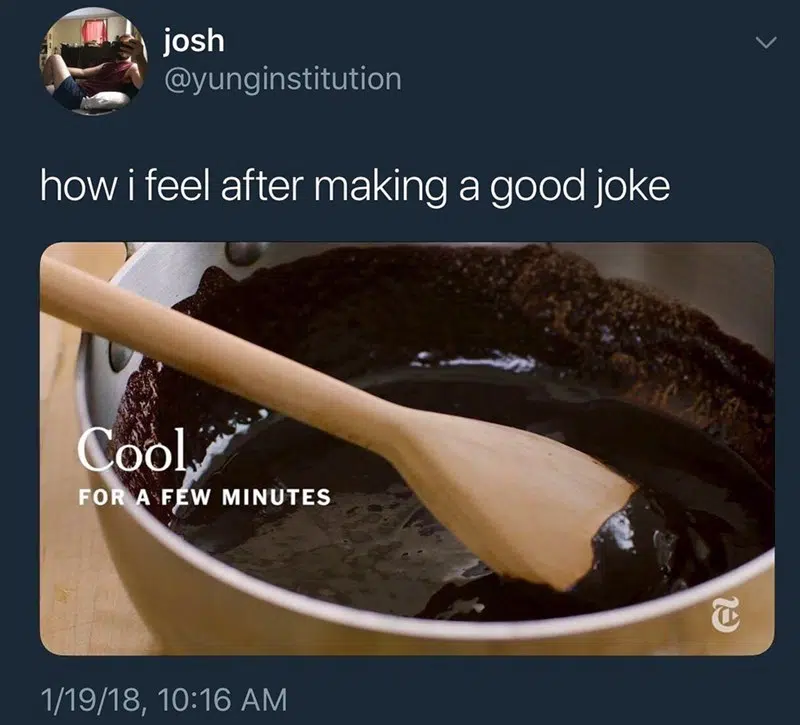 josh
@yunginstitution
how i feel after making a good joke
Cool
FOR A FEW MINUTES
T
1/19/18, 10:16 AM